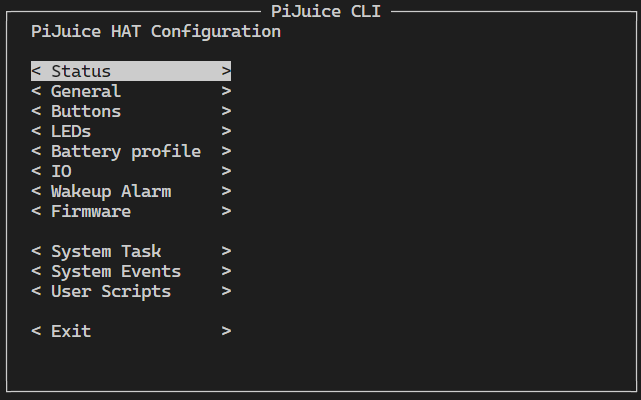 PiJuice CLI
PiJuice HAT Configuration
< Status >
< General >
< Buttons >
< LEDs >
< Battery profile >
< IO >
< Wakeup Alarm >
< Firmware >
< System Task >
< System Events >
< User Scripts >
< Exit >